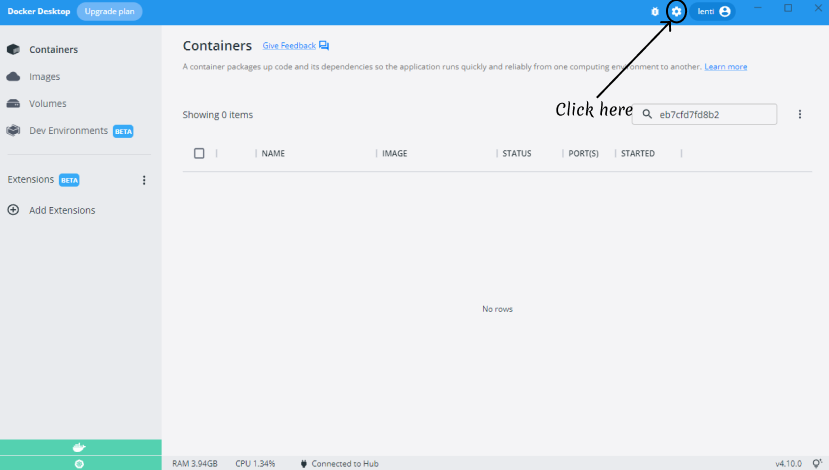 Docker Desktop Upgrade plan lenti
Containers
Images
Volumes
Dev Environments BETA
Extensions BETA
Add Extensions
Containers Give Feedback
A container packages up code and its dependencies so the application runs quickly and reliably from one computing environment to another. Learn more
Click here
Showing 0 items eb7cfd7fd8b2
NAME IMAGE STATUS PORT(S) STARTED
No rows
RAM 3.94GB CPU 1.34% Connected to Hub v4.10.0